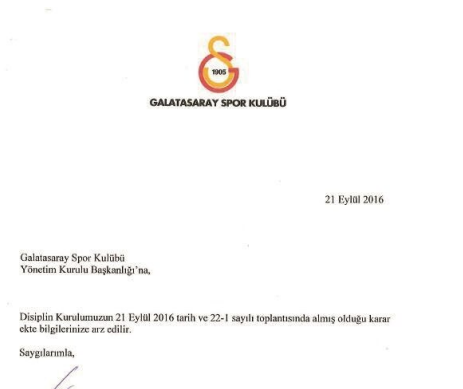 1905
GALATASARAY SPOR KULÜBÜ
21 Eylül 2016
Galatasaray Spor Kulübü
Yönetim Kurulu Başkanlığı'na,
Disiplin Kurulumuzun 21 Eylül 2016 tarih ve 22-1 sayılı toplantısında almış olduğu karar
ekte bilgilerinize arz edilir.
Saygılarımla,